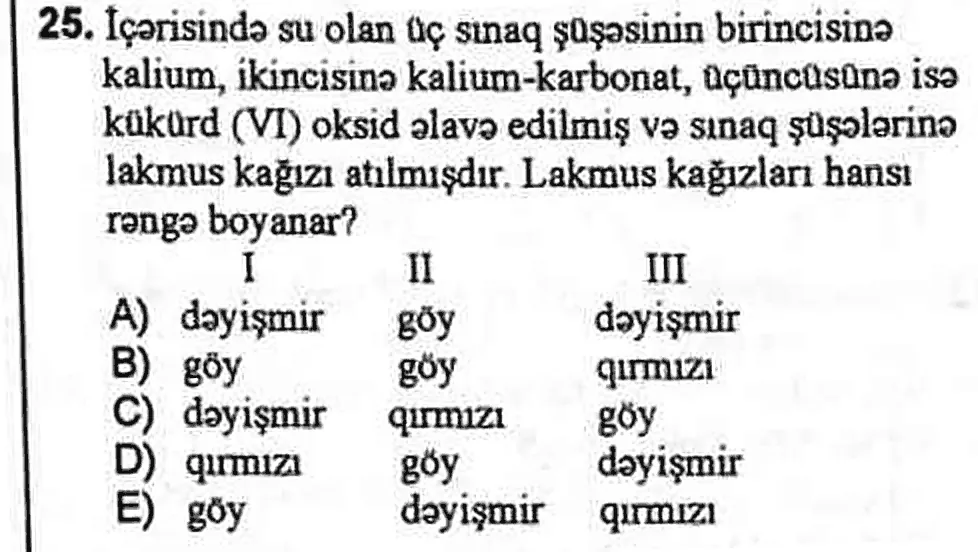 25. İçərisində su olan üç sınaq şüşəsinin birincisinə
kalium, ikincisinə kalium-karbonat, üçüncüsünə isə
kükürd (VI) oksid əlavə edilmiş və sınaq şüşələrinə
lakmus kağızı atılmışdır. Lakmus kağızları hansı
rəngə boyanar?
I II III
A) dəyişmir göy dəyişmir
B) göy göy qırmızı
C) dəyişmir qırmızı göy
D) qırmızı göy dəyişmir
E) göy dəyişmir qırmızı